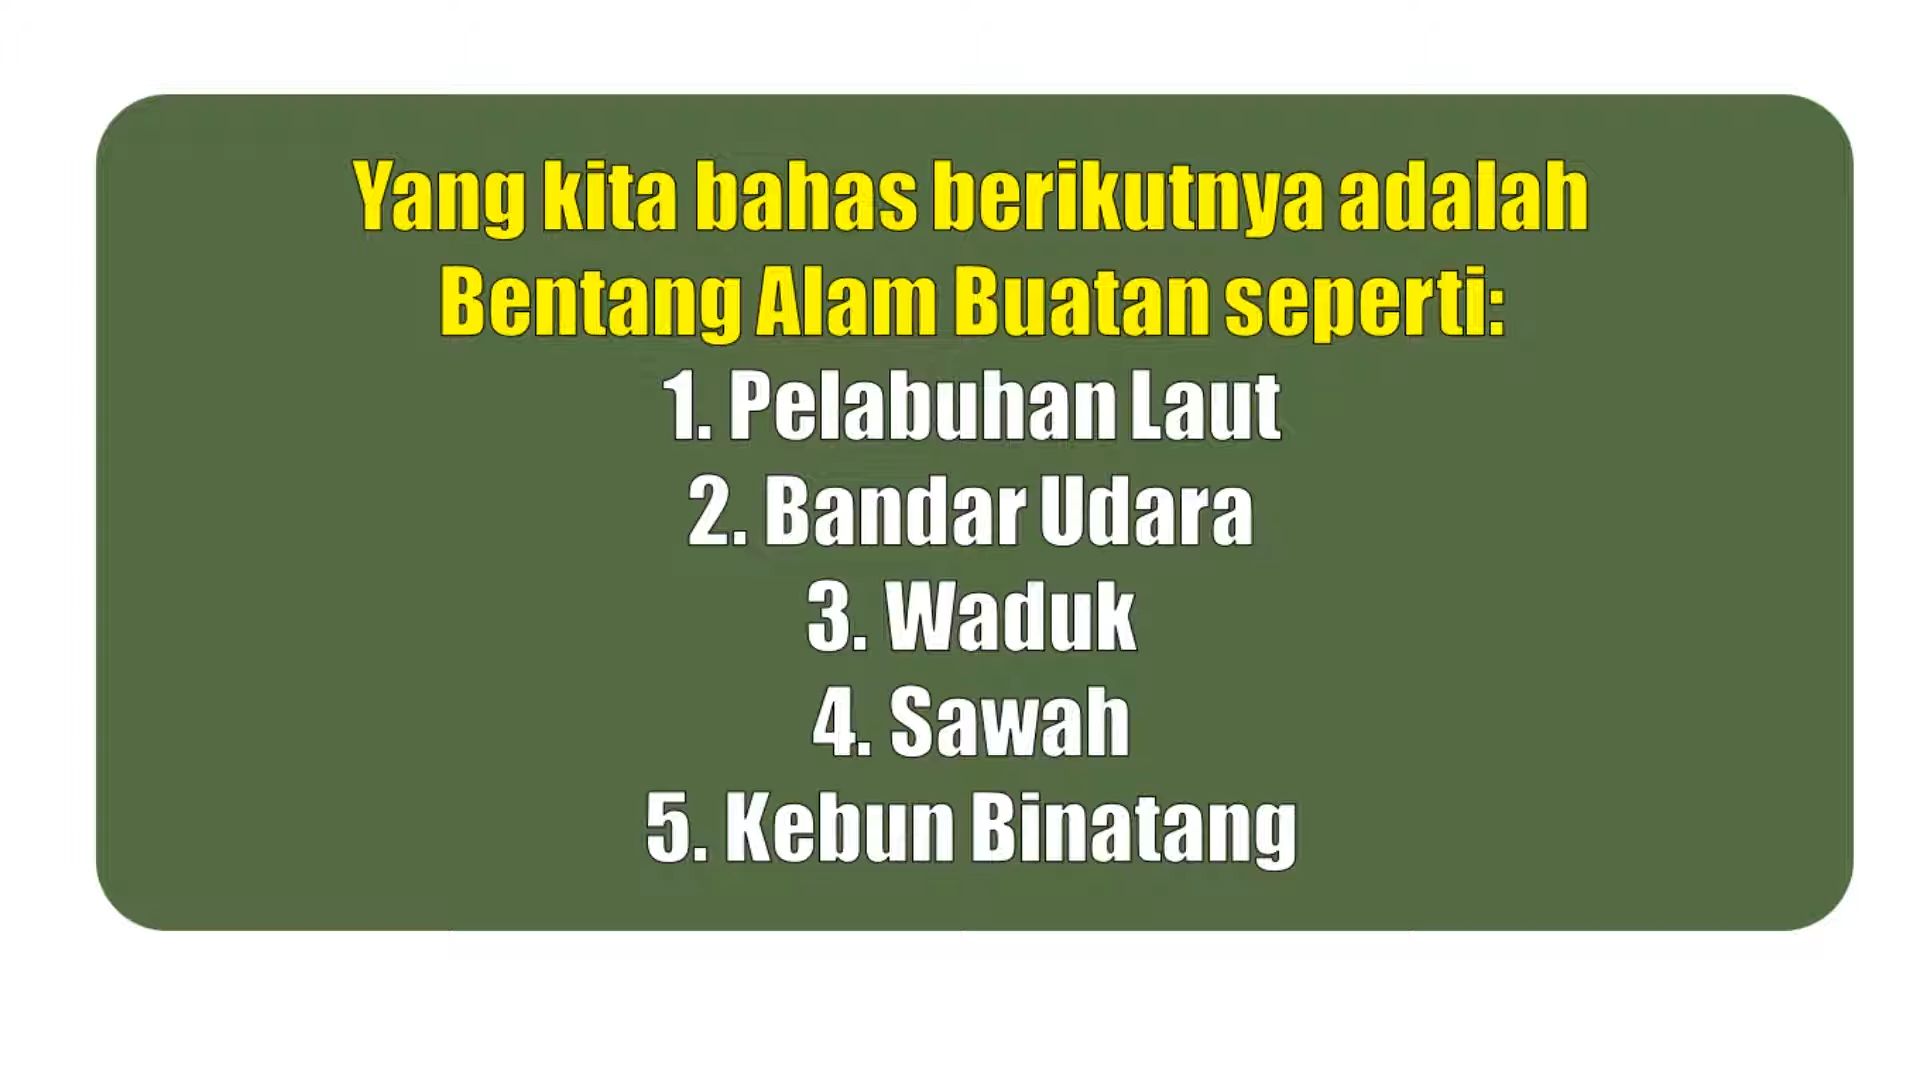 Yang kita bahas berikutnya adalah
Bentang Alam Buatan seperti:
1. Pelabuhan Laut
2. Bandar Udara
3. Waduk
4. Sawah
5. Kebun Binatang